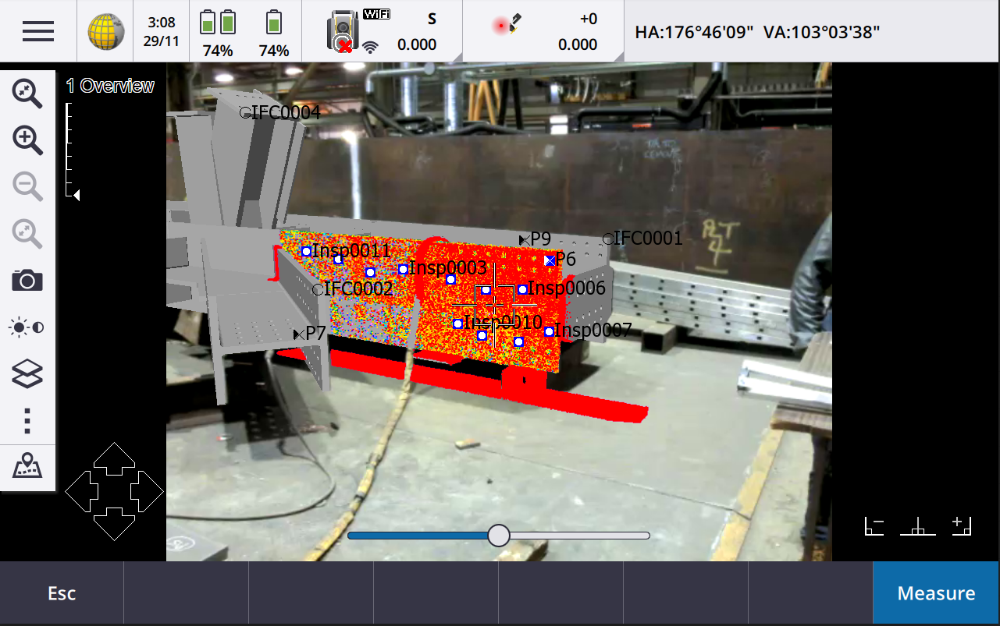 3:08
29/11
74%
74%
WiFi
S
0.000
+0
0.000
HA:176°46'09" VA:103°03'38"
1 Overview
IFC0004
P9
IFC0001
Insp0011
P6
Insp0003
IFC0002
Insp0006
Insp0010
Insp0007
P7
Esc
Measure